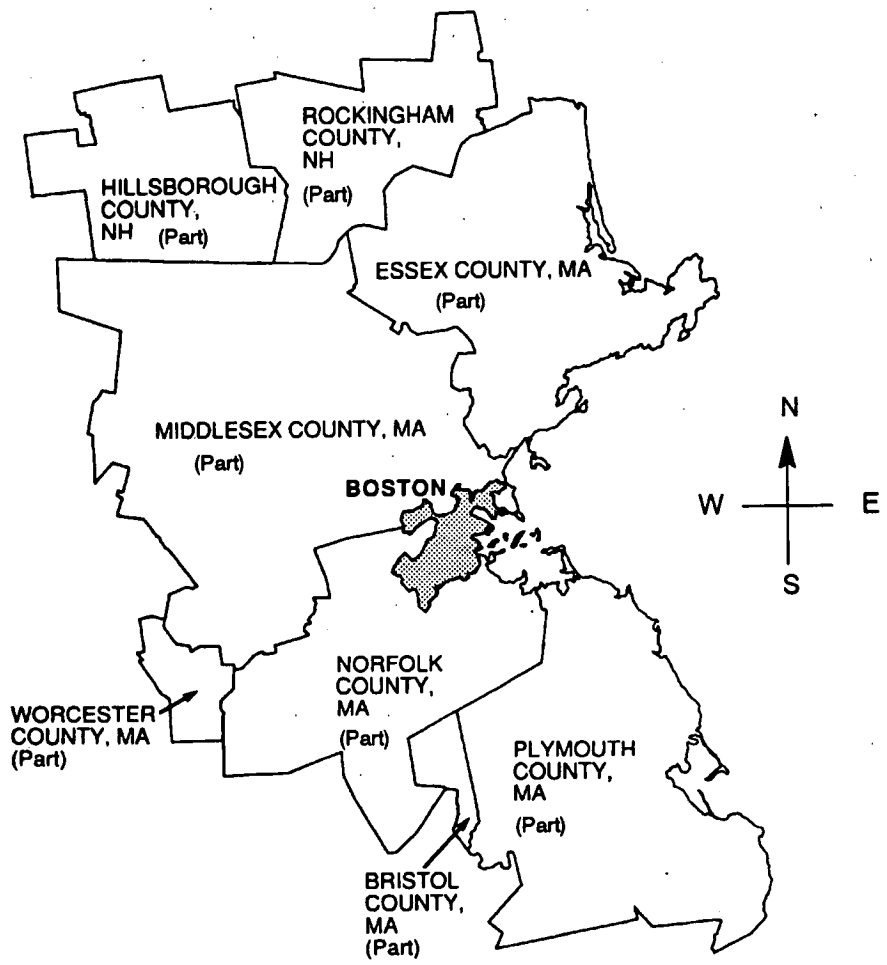 ROCKINGHAM
COUNTY,
NH
(Part)
HILLSBOROUGH
COUNTY,
NH (Part)
ESSEX COUNTY, MA
(Part)
MIDDLESEX COUNTY, MA
(Part)
BOSTON
N
W E
S
NORFOLK
COUNTY,
MA
(Part)
WORCESTER
COUNTY, MA
(Part)
PLYMOUTH
COUNTY,
MA
(Part)
BRISTOL
COUNTY,
MA
(Part)